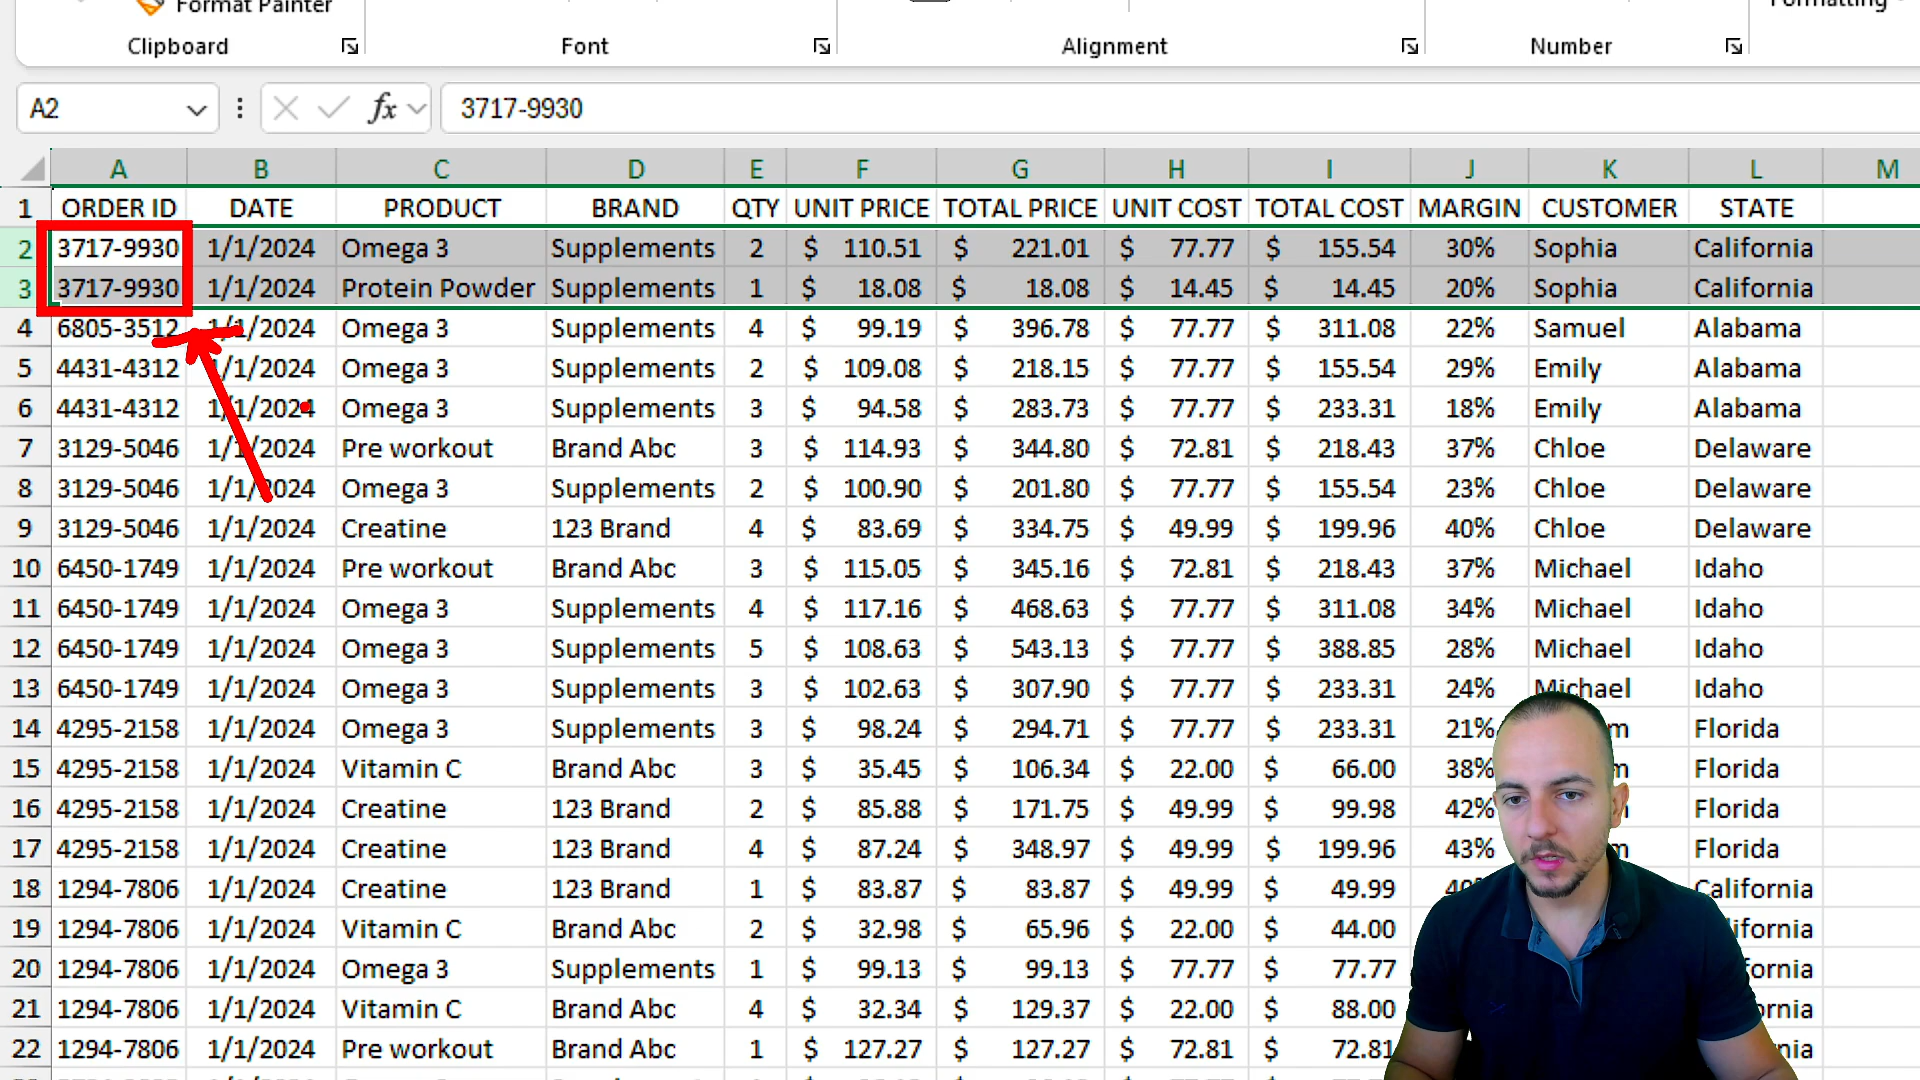 Format Painter
Clipboard Font Alignment Number
A2 fx 3717-9930
A B C D E F G H I J K L M
1 ORDER ID DATE PRODUCT BRAND QTY UNIT PRICE TOTAL PRICE UNIT COST TOTAL COST MARGIN CUSTOMER STATE
2 3717-9930 1/1/2024 Omega 3 Supplements 2 $ 110.51 $ 221.01 $ 77.77 $ 155.54 30% Sophia California
3 3717-9930 1/1/2024 Protein Powder Supplements 1 $ 18.08 $ 18.08 $ 14.45 $ 14.45 20% Sophia California
4 6805-3512 1/1/2024 Omega 3 Supplements 4 $ 99.19 $ 396.78 $ 77.77 $ 311.08 22% Samuel Alabama
5 4431-4312 1/1/2024 Omega 3 Supplements 2 $ 109.08 $ 218.15 $ 77.77 $ 155.54 29% Emily Alabama
6 4431-4312 1/1/2024 Omega 3 Supplements 3 $ 94.58 $ 283.73 $ 77.77 $ 233.31 18% Emily Alabama
7 3129-5046 1/1/2024 Pre workout Brand Abc 3 $ 114.93 $ 344.80 $ 72.81 $ 218.43 37% Chloe Delaware
8 3129-5046 1/1/2024 Omega 3 Supplements 2 $ 100.90 $ 201.80 $ 77.77 $ 155.54 23% Chloe Delaware
9 3129-5046 1/1/2024 Creatine 123 Brand 4 $ 83.69 $ 334.75 $ 49.99 $ 199.96 40% Chloe Delaware
10 6450-1749 1/1/2024 Pre workout Brand Abc 3 $ 115.05 $ 345.16 $ 72.81 $ 218.43 37% Michael Idaho
11 6450-1749 1/1/2024 Omega 3 Supplements 4 $ 117.16 $ 468.63 $ 77.77 $ 311.08 34% Michael Idaho
12 6450-1749 1/1/2024 Omega 3 Supplements 5 $ 108.63 $ 543.13 $ 77.77 $ 388.85 28% Michael Idaho
13 6450-1749 1/1/2024 Omega 3 Supplements 3 $ 102.63 $ 307.90 $ 77.77 $ 233.31 24% Michael Idaho
14 4295-2158 1/1/2024 Omega 3 Supplements 3 $ 98.24 $ 294.71 $ 77.77 $ 233.31 21% Florida
15 4295-2158 1/1/2024 Vitamin C Brand Abc 3 $ 35.45 $ 106.34 $ 22.00 $ 66.00 38% Florida
16 4295-2158 1/1/2024 Creatine 123 Brand 2 $ 85.88 $ 171.75 $ 49.99 $ 99.98 42% Florida
17 4295-2158 1/1/2024 Creatine 123 Brand 4 $ 87.24 $ 348.97 $ 49.99 $ 199.96 43% Florida
18 1294-7806 1/1/2024 Creatine 123 Brand 1 $ 83.87 $ 83.87 $ 49.99 $ 49.99 California
19 1294-7806 1/1/2024 Vitamin C Brand Abc 2 $ 32.98 $ 65.96 $ 22.00 $ 44.00
20 1294-7806 1/1/2024 Omega 3 Supplements 1 $ 99.13 $ 99.13 $ 77.77 $ 77.77
21 1294-7806 1/1/2024 Vitamin C Brand Abc 4 $ 32.34 $ 129.37 $ 22.00 $ 88.00
22 1294-7806 1/1/2024 Pre workout Brand Abc 1 $ 127.27 $ 127.27 $ 72.81 $ 72.81